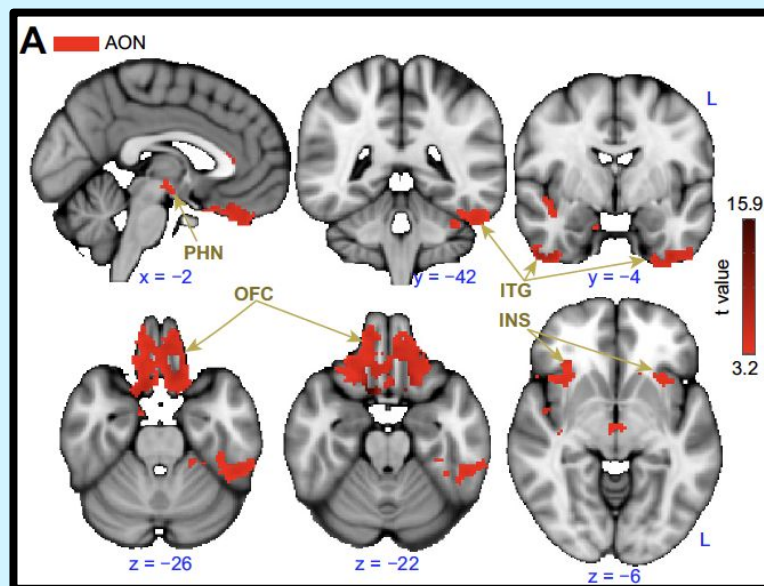 A AON
L
15.9
PHN
x = −2
y = −42
ITG
y = −4
t value
OFC
INS
3.2
z = −26
z = −22
z = −6
L